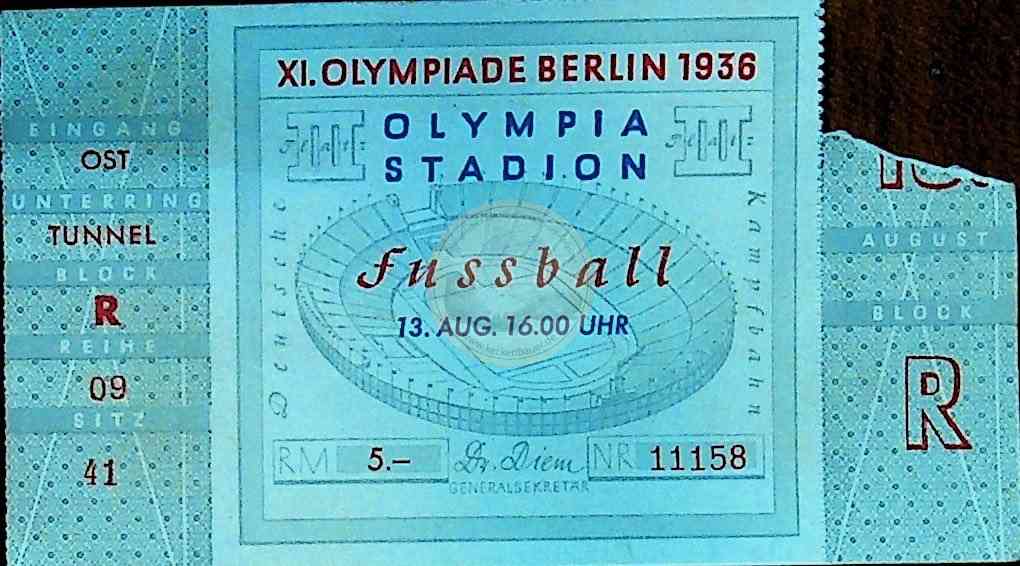 EINGANG
OST
UNTERRING
TUNNEL
BLOCK
R
REIHE
09
SITZ
41
XI. OLYMPIADE BERLIN 1936
OLYMPIA
STADION
Deutsche
Kampfbahn
Fussball
13. AUG. 16.00 UHR
RM 5.–
Dr. Diem
GENERALSEKRETÄR
NR 11158
AUGUST
BLOCK
R